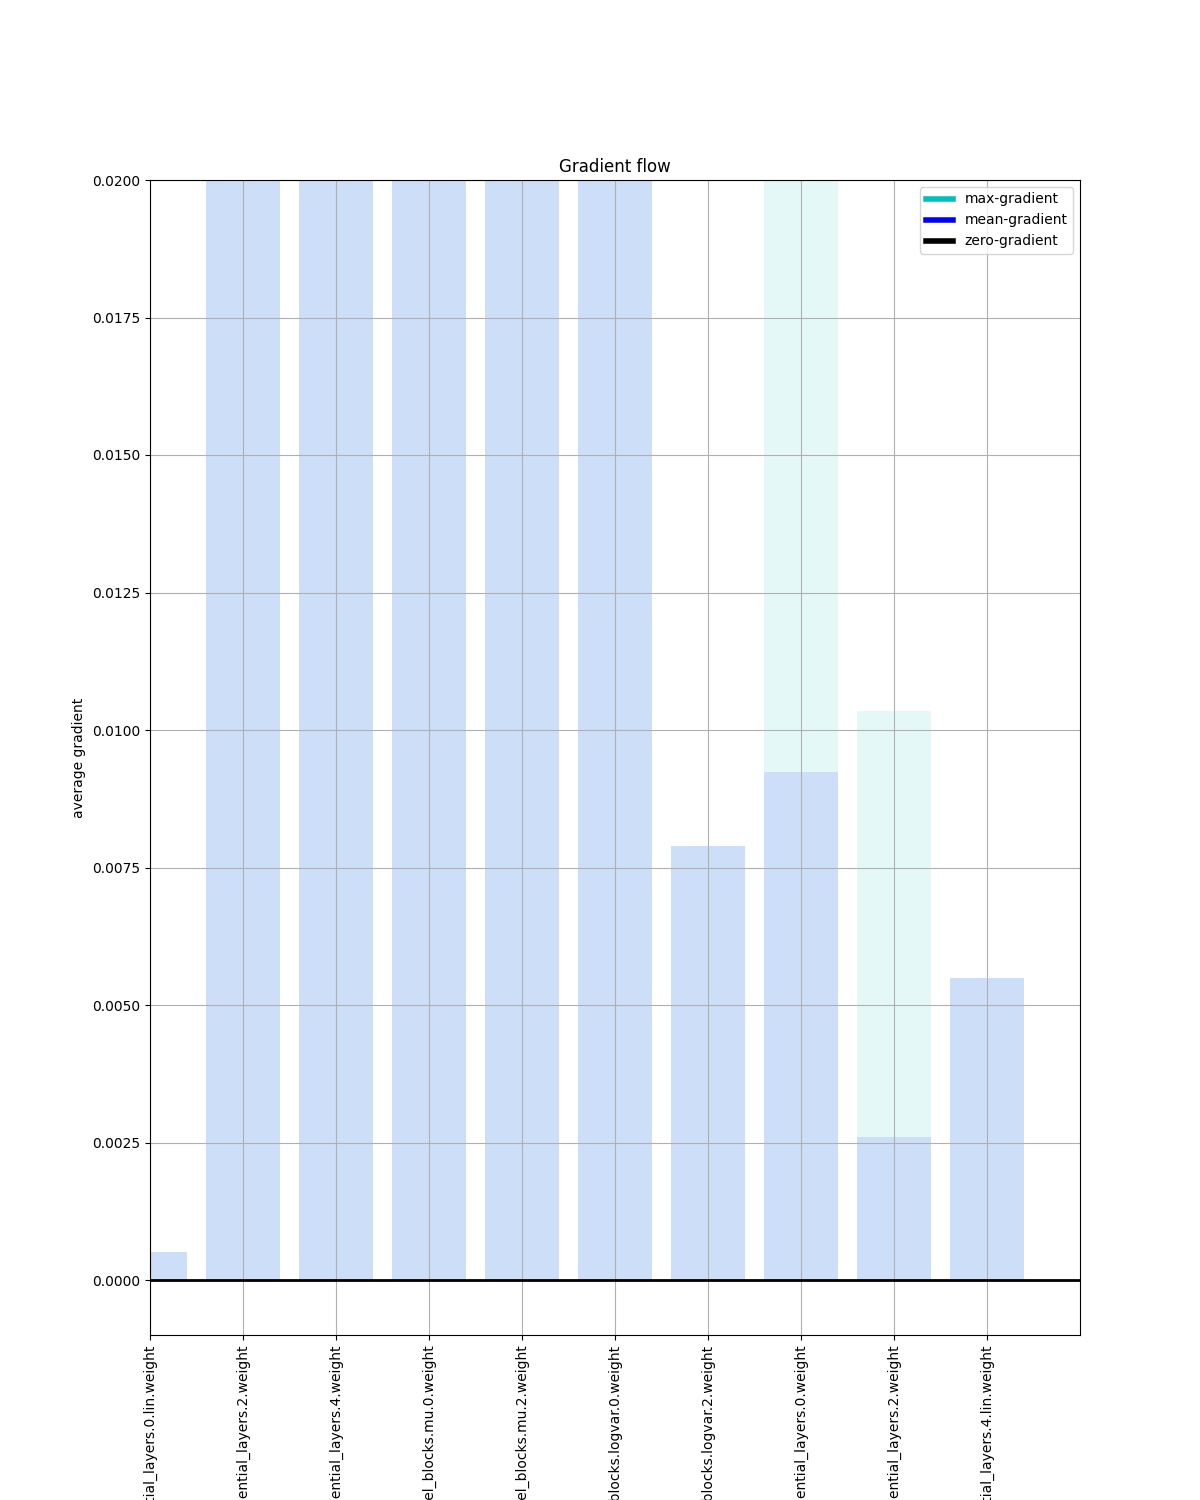 Gradient flow
max-gradient
mean-gradient
zero-gradient
average gradient
0.0200
0.0175
0.0150
0.0125
0.0100
0.0075
0.0050
0.0025
0.0000
tial_layers.0.lin.weight
ential_layers.2.weight
ential_layers.4.weight
el_blocks.mu.0.weight
el_blocks.mu.2.weight
blocks.logvar.0.weight
blocks.logvar.2.weight
ential_layers.0.weight
ential_layers.2.weight
tial_layers.4.lin.weight